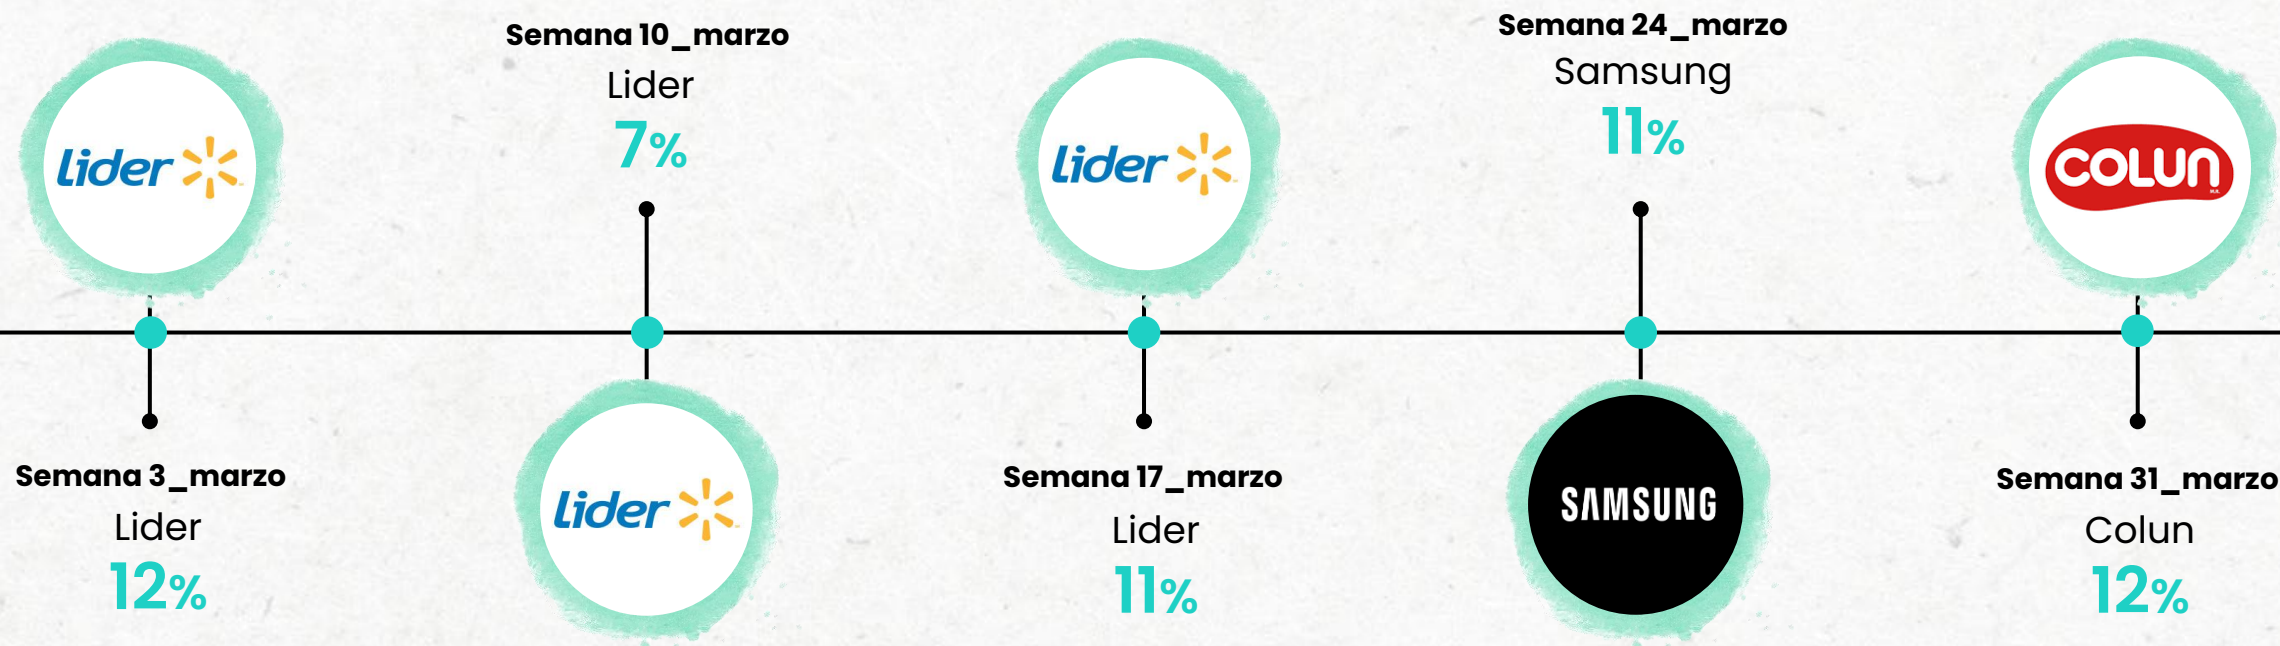 lider
Semana 3_marzo
Lider
12%
Semana 10_marzo
Lider
7%
lider
lider
Semana 17_marzo
Lider
11%
Semana 24_marzo
Samsung
11%
SAMSUNG
COLUN
Semana 31_marzo
Colun
12%